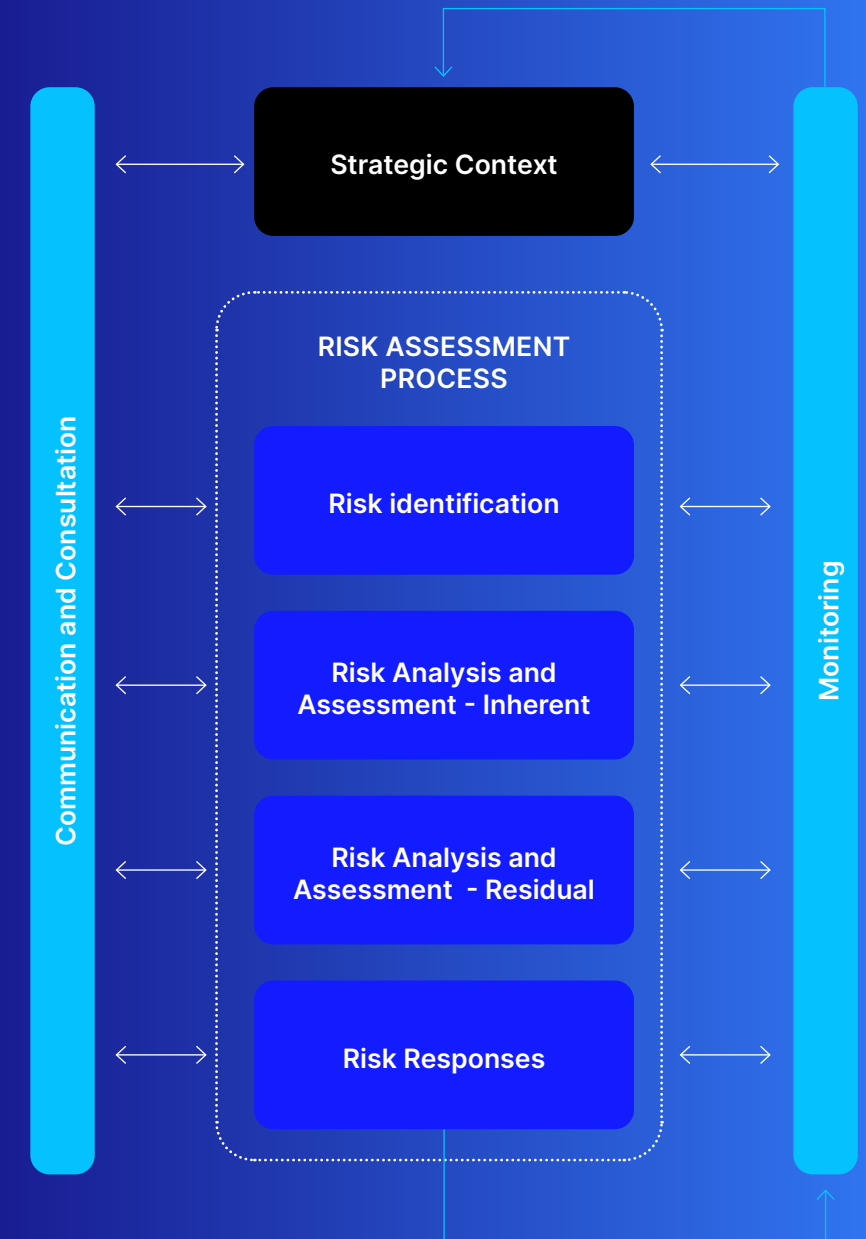 Strategic Context
RISK ASSESSMENT
PROCESS
Communication and Consultation
Risk identification
Monitoring
Risk Analysis and
Assessment - Inherent
Risk Analysis and
Assessment  - Residual
Risk Responses